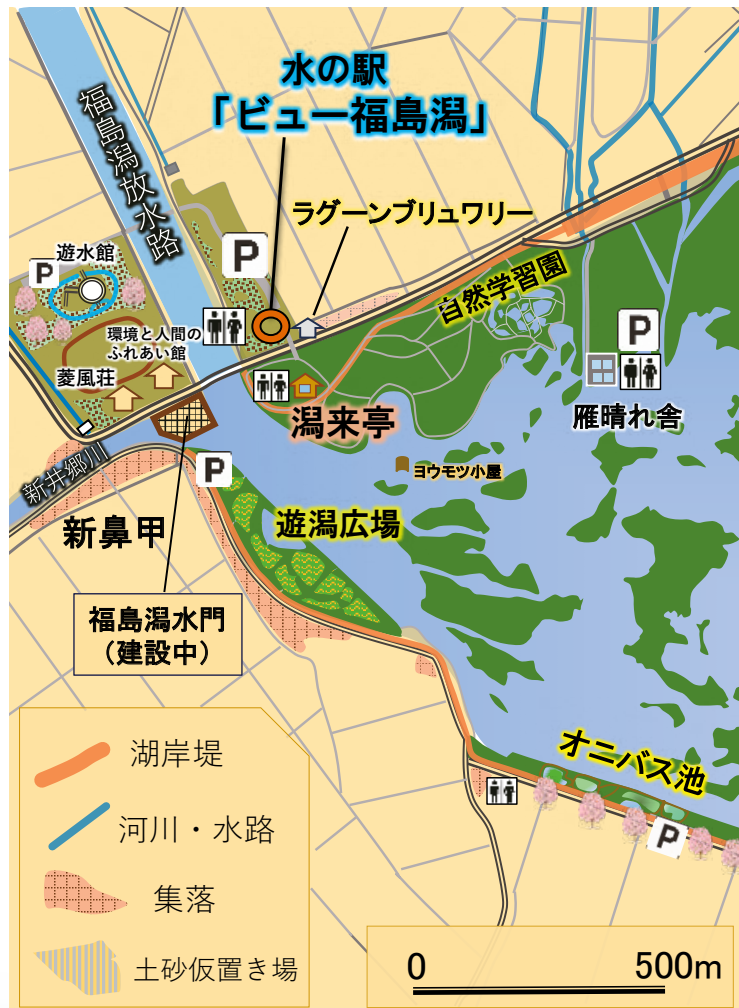 水の駅
「ビュー福島潟」
福島潟放水路
ラグーンブリュワリー
P
遊水館
P
自然学習園
環境と人間の
ふれあい館
菱風荘
P
潟来亭
雁晴れ舎
新井郷川
P
ヨウモツ小屋
新鼻甲
遊潟広場
福島潟水門
（建設中）
オニバス池
P
湖岸堤
河川・水路
集落
土砂仮置き場
0 500m